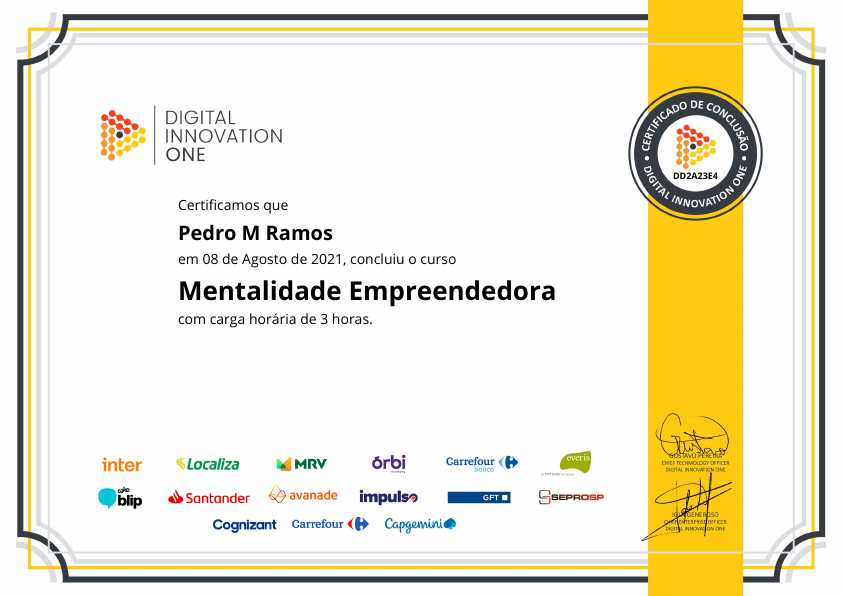 DIGITAL
INNOVATION
ONE
CERTIFICADO DE CONCLUSÃO
DD2A23E4
DIGITAL INNOVATION ONE
Certificamos que
Pedro M Ramos
em 08 de Agosto de 2021, concluiu o curso
Mentalidade Empreendedora
com carga horária de 3 horas.
inter
Localiza
MRV
órbi
Carrefour
banco
everis
take
blip
Santander
avanade
impulso
GFT
SEPROSP
Cognizant
Carrefour
Capgemini
GUSTAVO PEREIRA
CHIEF TECHNOLOGY OFFICER
DIGITAL INNOVATION ONE
GENEROSO
OFFICER
DIGITAL INNOVATION ONE